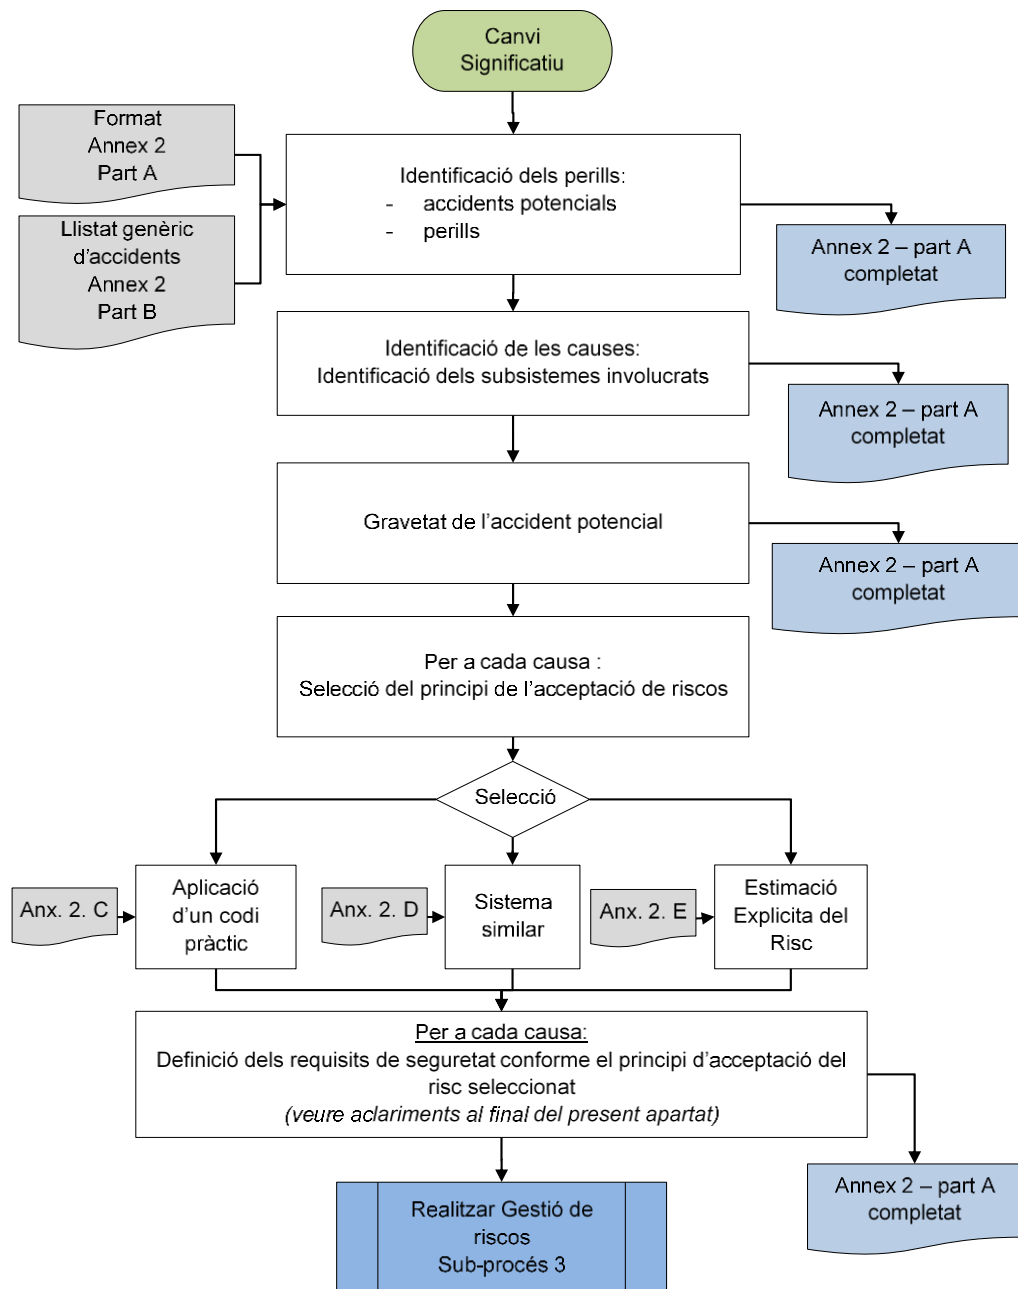 Canvi
Significatiu
Format
Annex 2
Part A
Llistat genèric
d'accidents
Annex 2
Part B
Identificació dels perills:
- accidents potencials
- perills
Annex 2 – part A
completat
Identificació de les causes:
Identificació dels subsistemes involucrats
Annex 2 – part A
completat
Gravetat de l'accident potencial
Annex 2 – part A
completat
Per a cada causa :
Selecció del principi de l'acceptació de riscos
Selecció
Anx. 2. C
Aplicació
d'un codi
pràctic
Anx. 2. D
Sistema
similar
Anx. 2. E
Estimació
Explicita del
Risc
Per a cada causa:
Definició dels requisits de seguretat conforme el principi d'acceptació del
risc seleccionat
(veure aclariments al final del present apartat)
Annex 2 – part A
completat
Realitzar Gestió de
riscos
Sub-procés 3